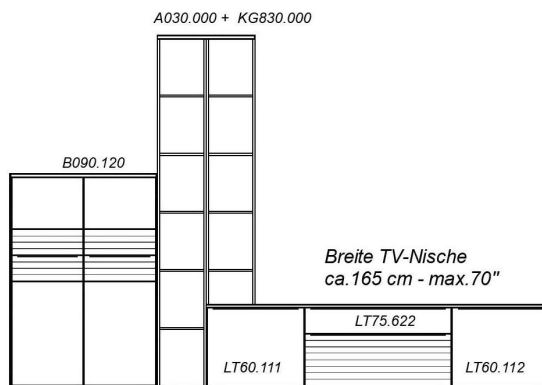 A030.000 + KG830.000
B090.120
Breite TV-Nische
ca.165 cm - max.70"
LT75.622
LT60.111
LT60.112